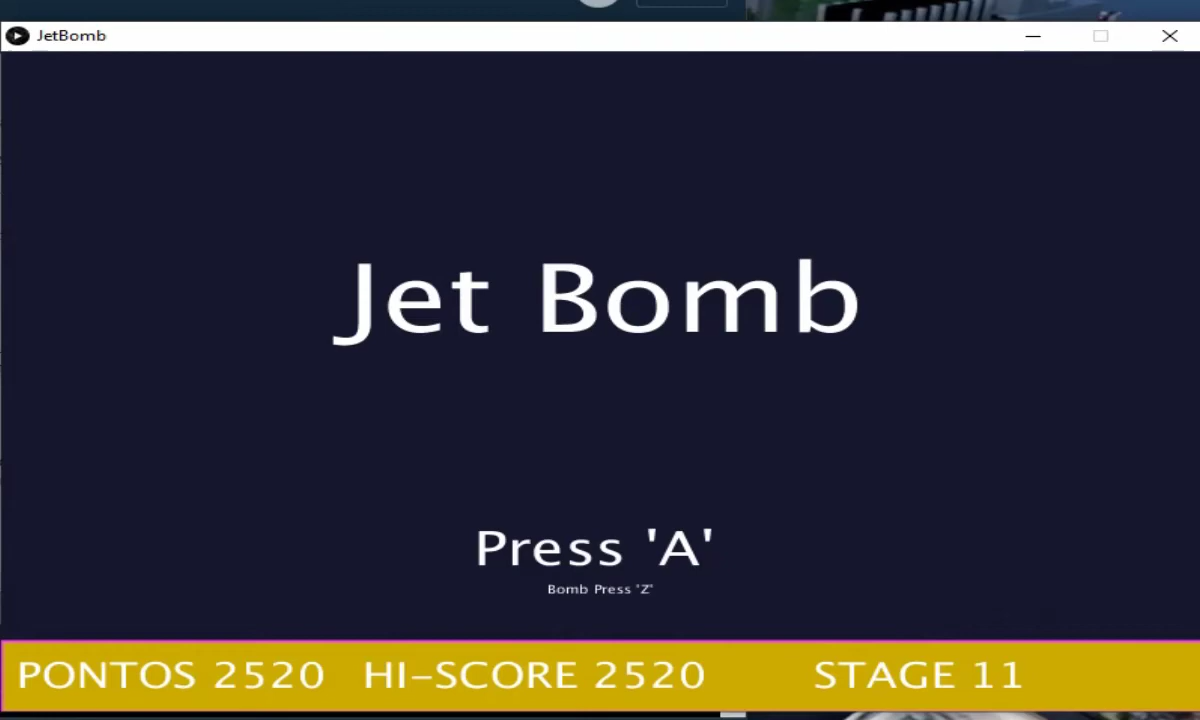 JetBomb
Jet Bomb
Press 'A'
Bomb Press 'Z'
PONTOS 2520 HI-SCORE 2520 STAGE 11